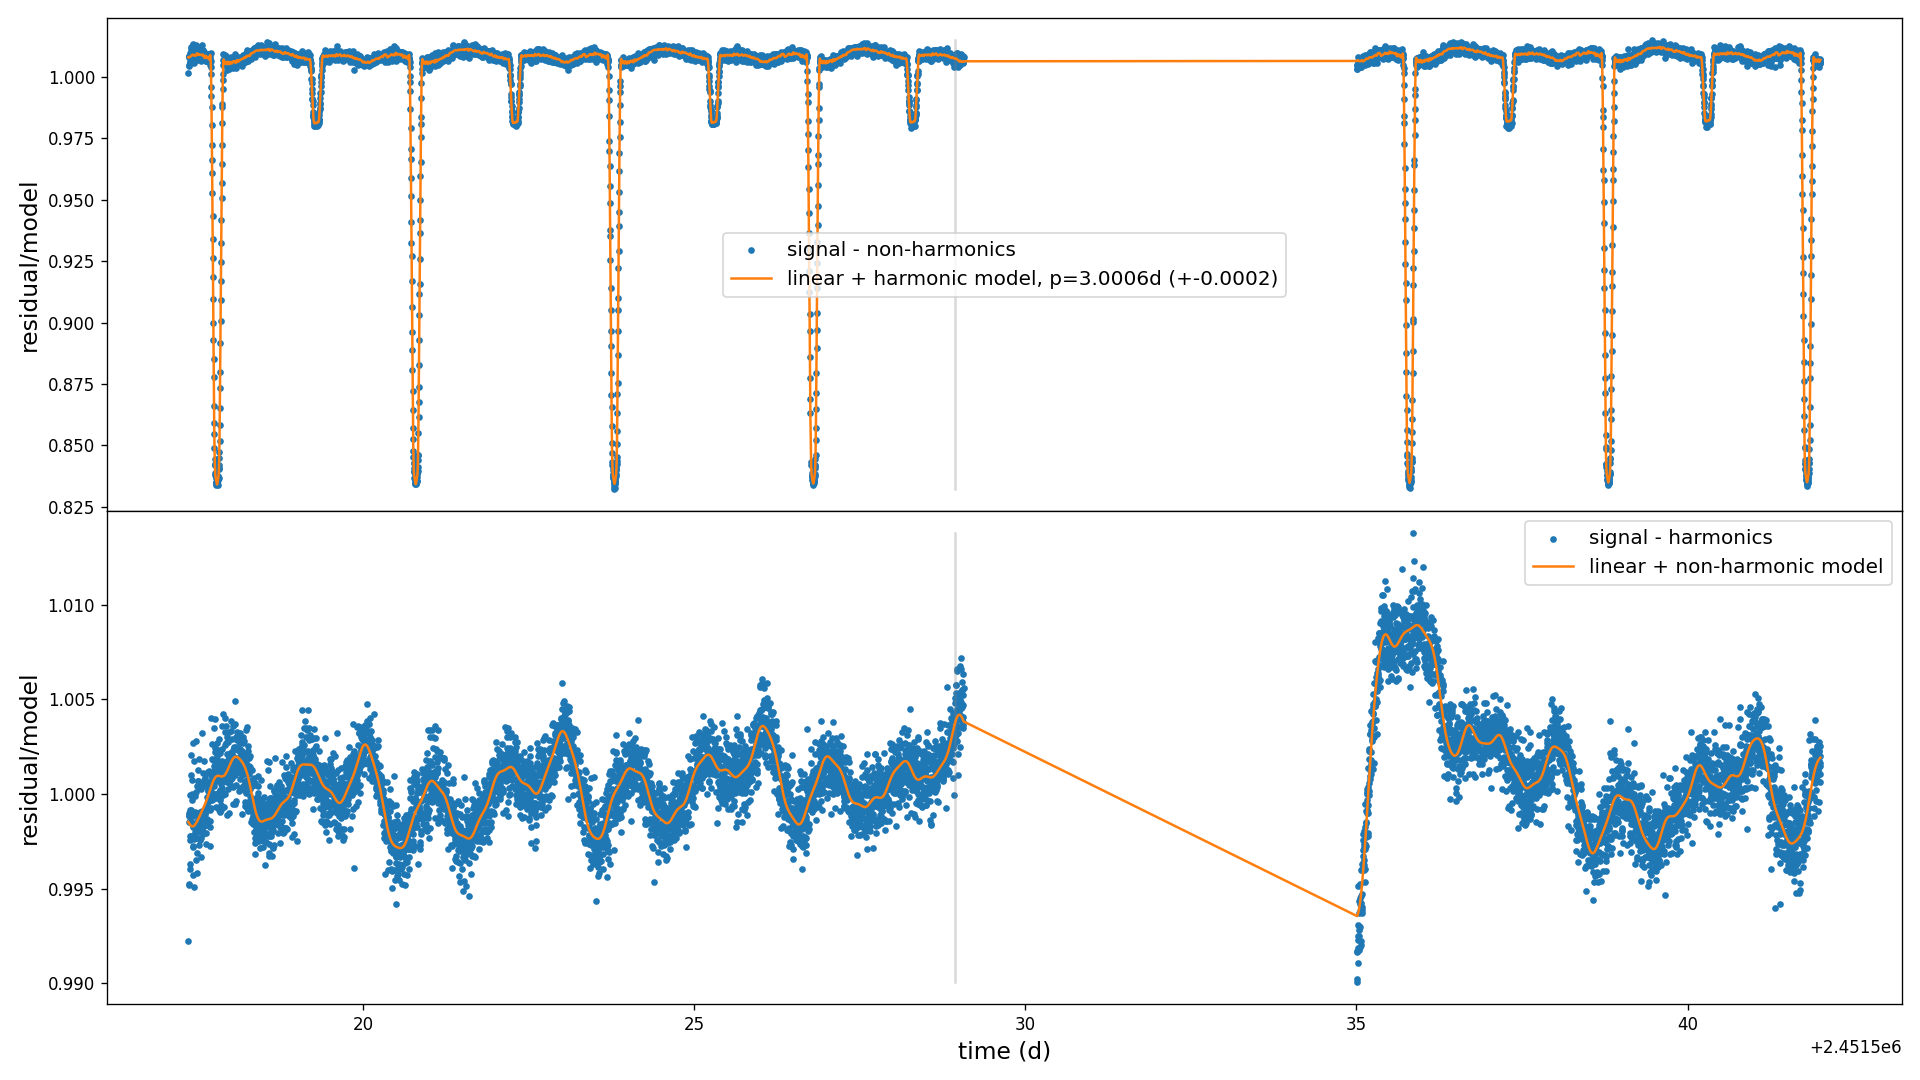 residual/model
1.000
0.975
0.950
0.925
0.900
0.875
0.850
0.825
signal - non-harmonics
linear + harmonic model, p=3.0006d (+-0.0002)
residual/model
1.010
1.005
1.000
0.995
0.990
signal - harmonics
linear + non-harmonic model
20 25 30 35 40
time (d)
+2.4515e6